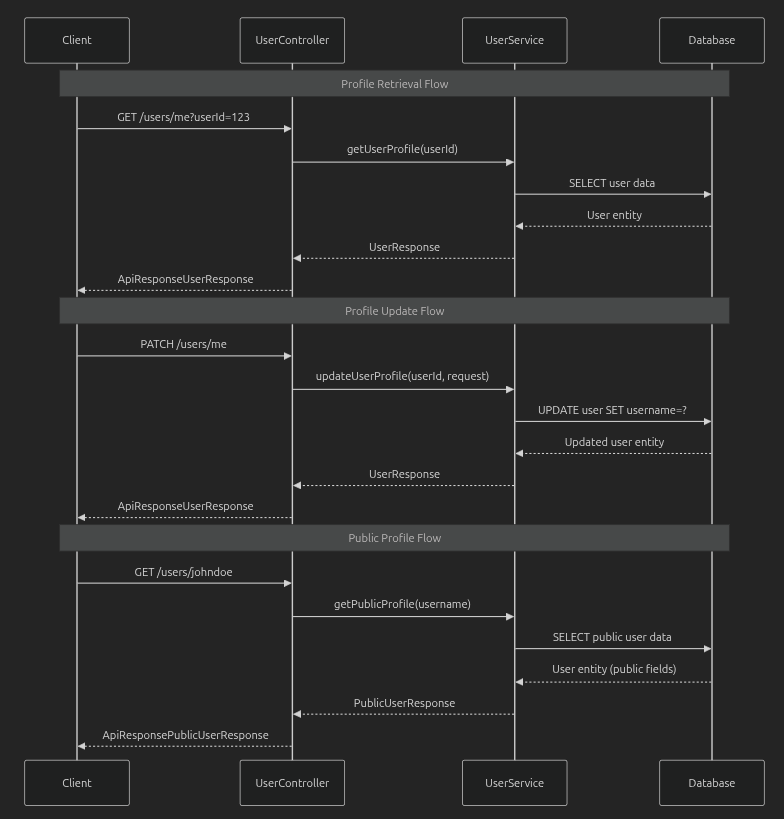 Client
UserController
UserService
Database
Profile Retrieval Flow
GET /users/me?userId=123
getUserProfile(userId)
SELECT user data
User entity
UserResponse
ApiResponseUserResponse
Profile Update Flow
PATCH /users/me
updateUserProfile(userId, request)
UPDATE user SET username=?
Updated user entity
UserResponse
ApiResponseUserResponse
Public Profile Flow
GET /users/johndoe
getPublicProfile(username)
SELECT public user data
User entity (public fields)
PublicUserResponse
ApiResponsePublicUserResponse
Client
UserController
UserService
Database